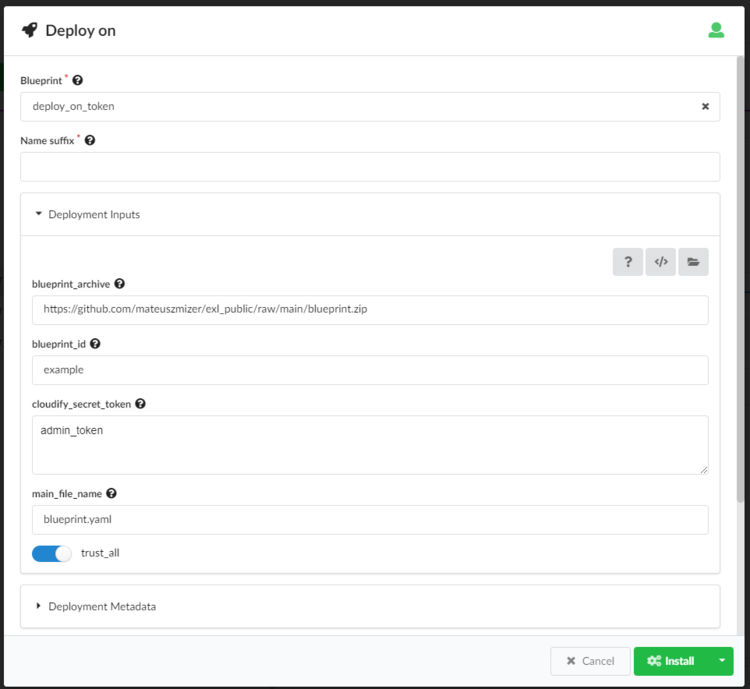 Deploy on
Blueprint *
deploy_on_token
Name suffix *
Deployment Inputs
blueprint_archive
https://github.com/mateuszmizer/exl_public/raw/main/blueprint.zip
blueprint_id
example
cloudify_secret_token
admin_token
main_file_name
blueprint.yaml
trust_all
Deployment Metadata
Cancel
Install